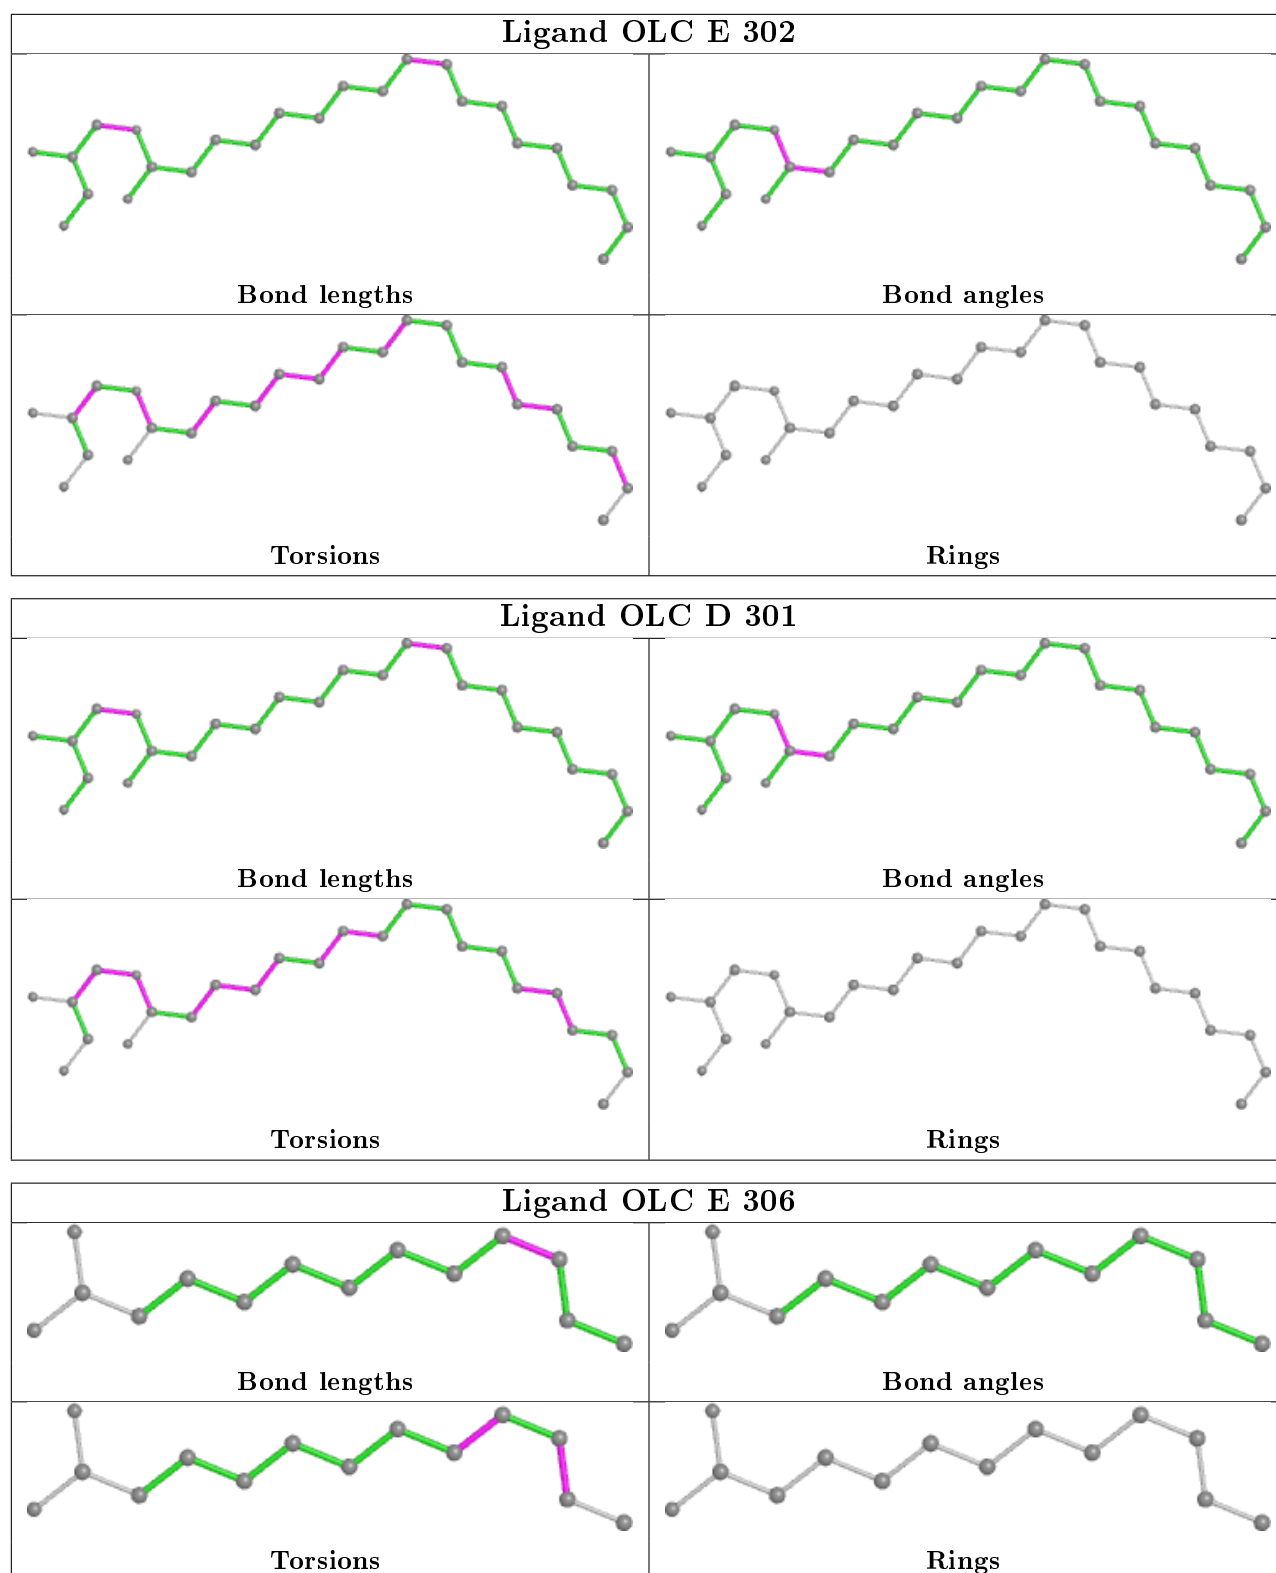 Ligand OLC E 302
Bond lengths
Bond angles
Torsions
Rings
Ligand OLC D 301
Bond lengths
Bond angles
Torsions
Rings
Ligand OLC E 306
Bond lengths
Bond angles
Torsions
Rings